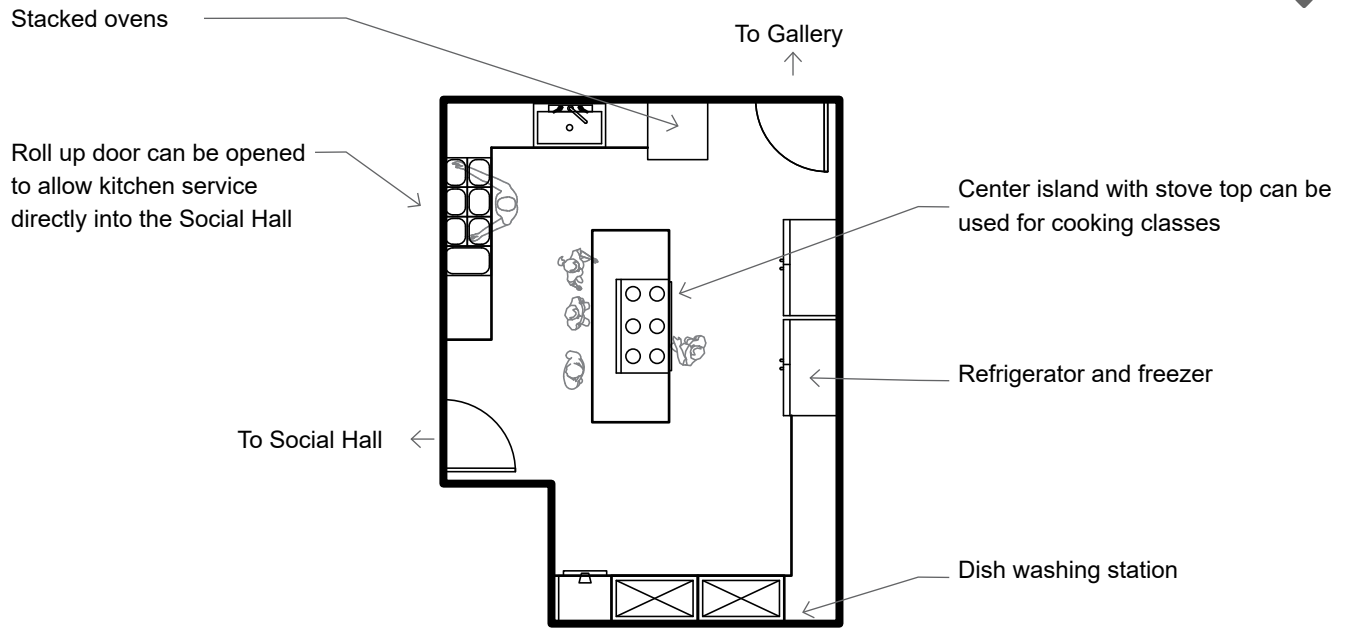 Stacked ovens
To Gallery
Roll up door can be opened
to allow kitchen service
directly into the Social Hall
Center island with stove top can be
used for cooking classes
Refrigerator and freezer
To Social Hall
Dish washing station